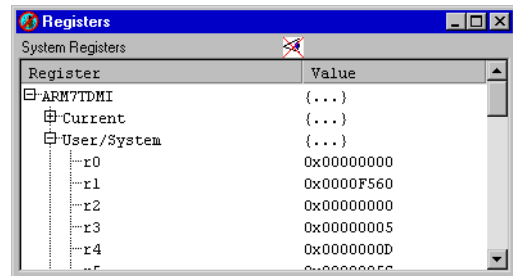 Registers
System Registers
Register Value
ARM7TDMI {...}
Current {...}
User/System {...}
r0 0x00000000
r1 0x0000F560
r2 0x00000000
r3 0x00000005
r4 0x0000000D